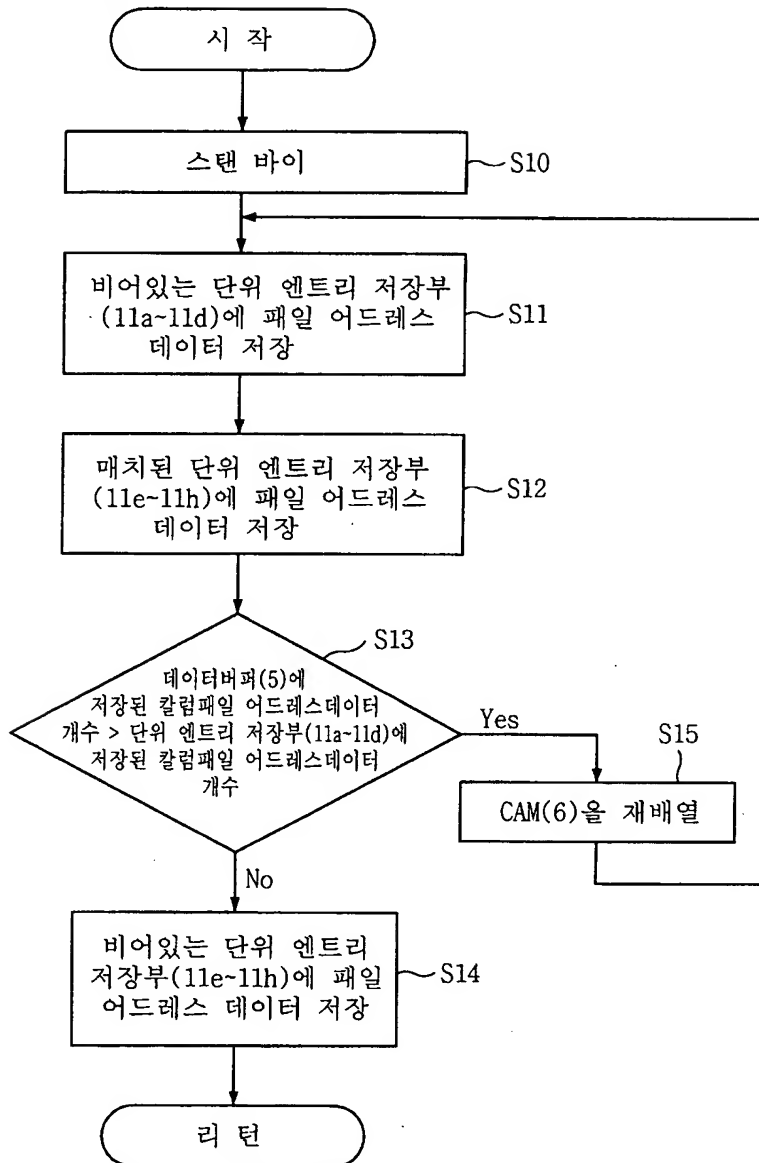 시 작
스탠 바이
S10
비어있는 단위 엔트리 저장부
(11a~11d)에 패일 어드레스
데이터 저장
S11
매치된 단위 엔트리 저장부
(11e~11h)에 패일 어드레스
데이터 저장
S12
S13
데이터버퍼(5)에
저장된 칼럼패일 어드레스데이터
개수 > 단위 엔트리 저장부(11a~11d)에
저장된 칼럼패일 어드레스데이터
개수
Yes
S15
CAM(6)을 재배열
No
비어있는 단위 엔트리
저장부(11e~11h)에 패일
어드레스 데이터 저장
S14
리 턴